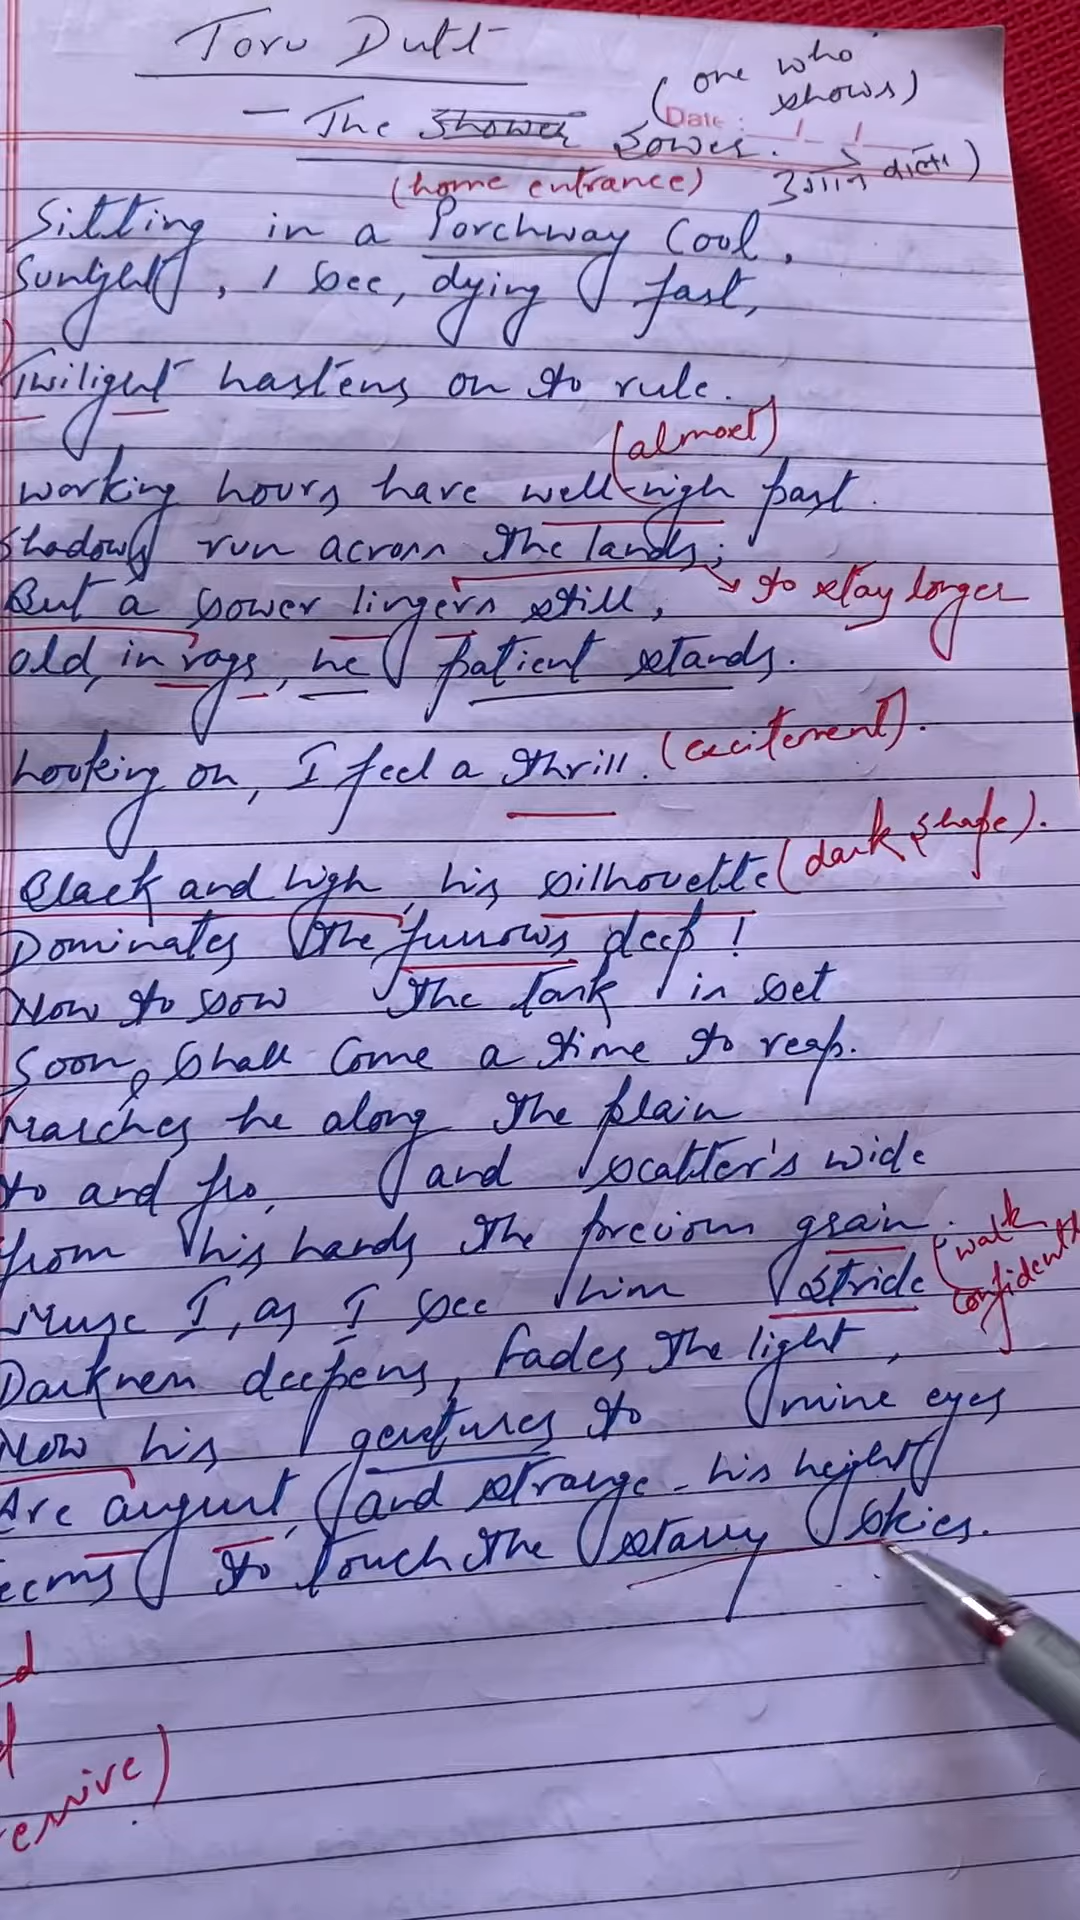 Toru Dutt
(one who shows)
- The Shower Sower.
Date:
(home entrance)
Sitting in a Porchway Cool,
Sunlight, I see, dying fast,
Twilight hastens on to rule.
(almost)
working hours have well-nigh past.
Shadows run across the lands;
But a sower lingers still, → to stay longer
old, in rags, he patient stands.
Looking on, I feel a thrill. (excitement).
Black and high, his silhouette (dark shape).
Dominates the furrows deep!
Now to sow the task is set
Soon shall Come a time to reap.
Marches he along the plain
to and fro, and scatter's wide
from his hands the precious grain.
Muse I, as I see him stride (walk
Darkness deepens, fades the light,
Now his gestures to mine eyes
Are august, and strange - his height
to touch the starry skies.